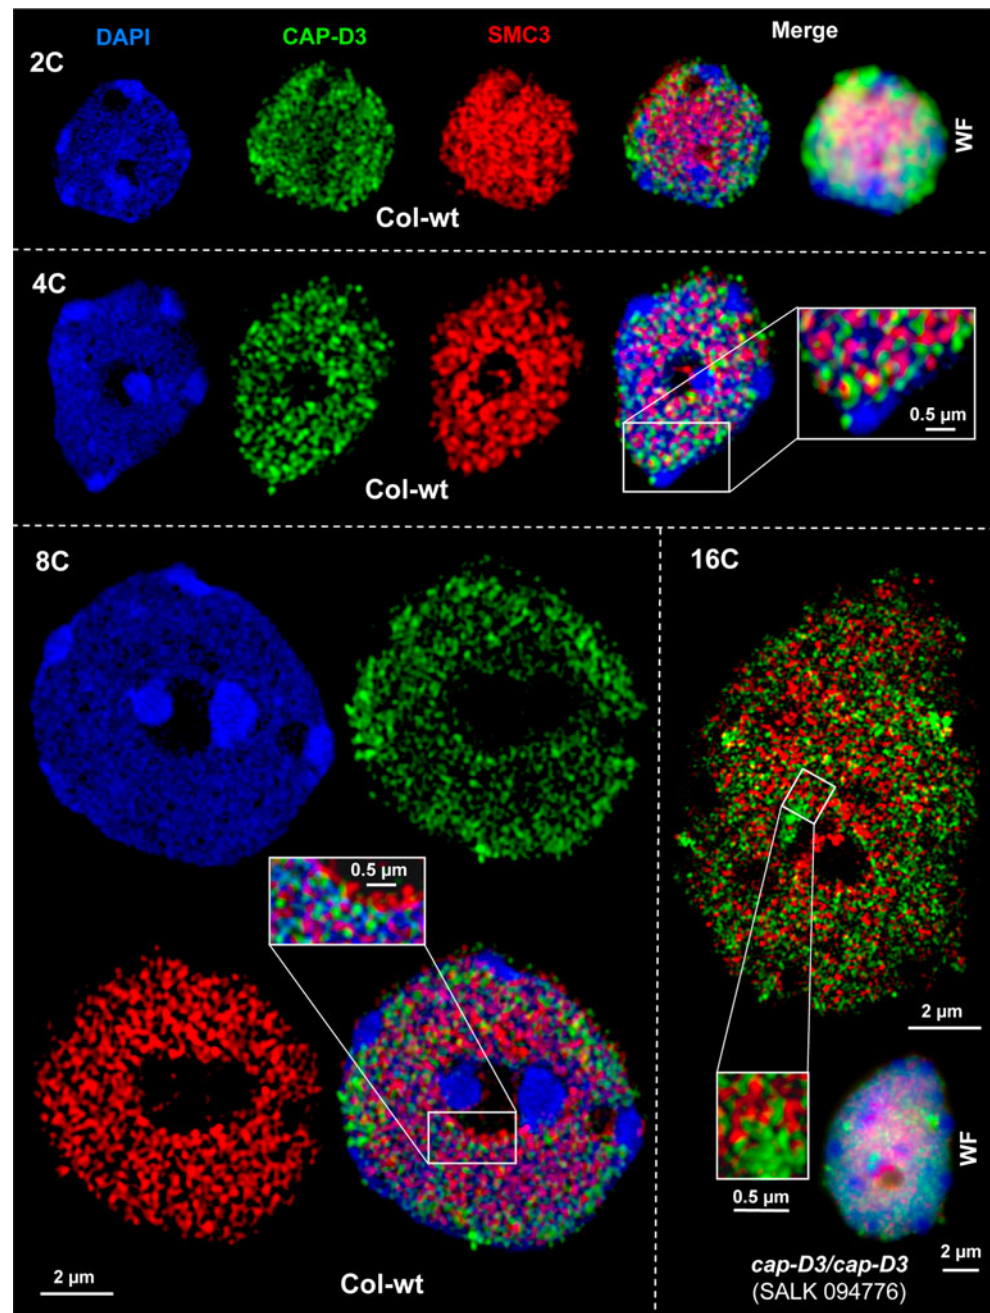 DAPI CAP-D3 SMC3 Merge
2C
WF
Col-wt
4C
0.5 µm
Col-wt
8C
16C
0.5 µm
2 µm
2 µm
Col-wt
0.5 µm
WF
2 µm
cap-D3/cap-D3
(SALK 094776)